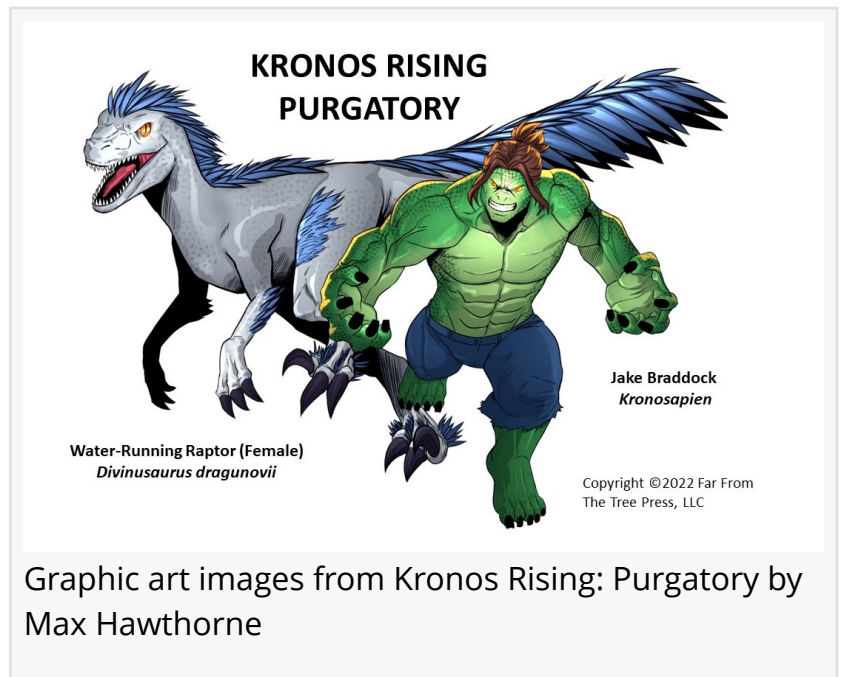 KRONOS RISING
PURGATORY
Jake Braddock
Kronosapien
Water-Running Raptor (Female)
Divinusaurus dragunovii
Copyright ©2022 Far From
The Tree Press, LLC
Graphic art images from Kronos Rising: Purgatory by
Max Hawthorne